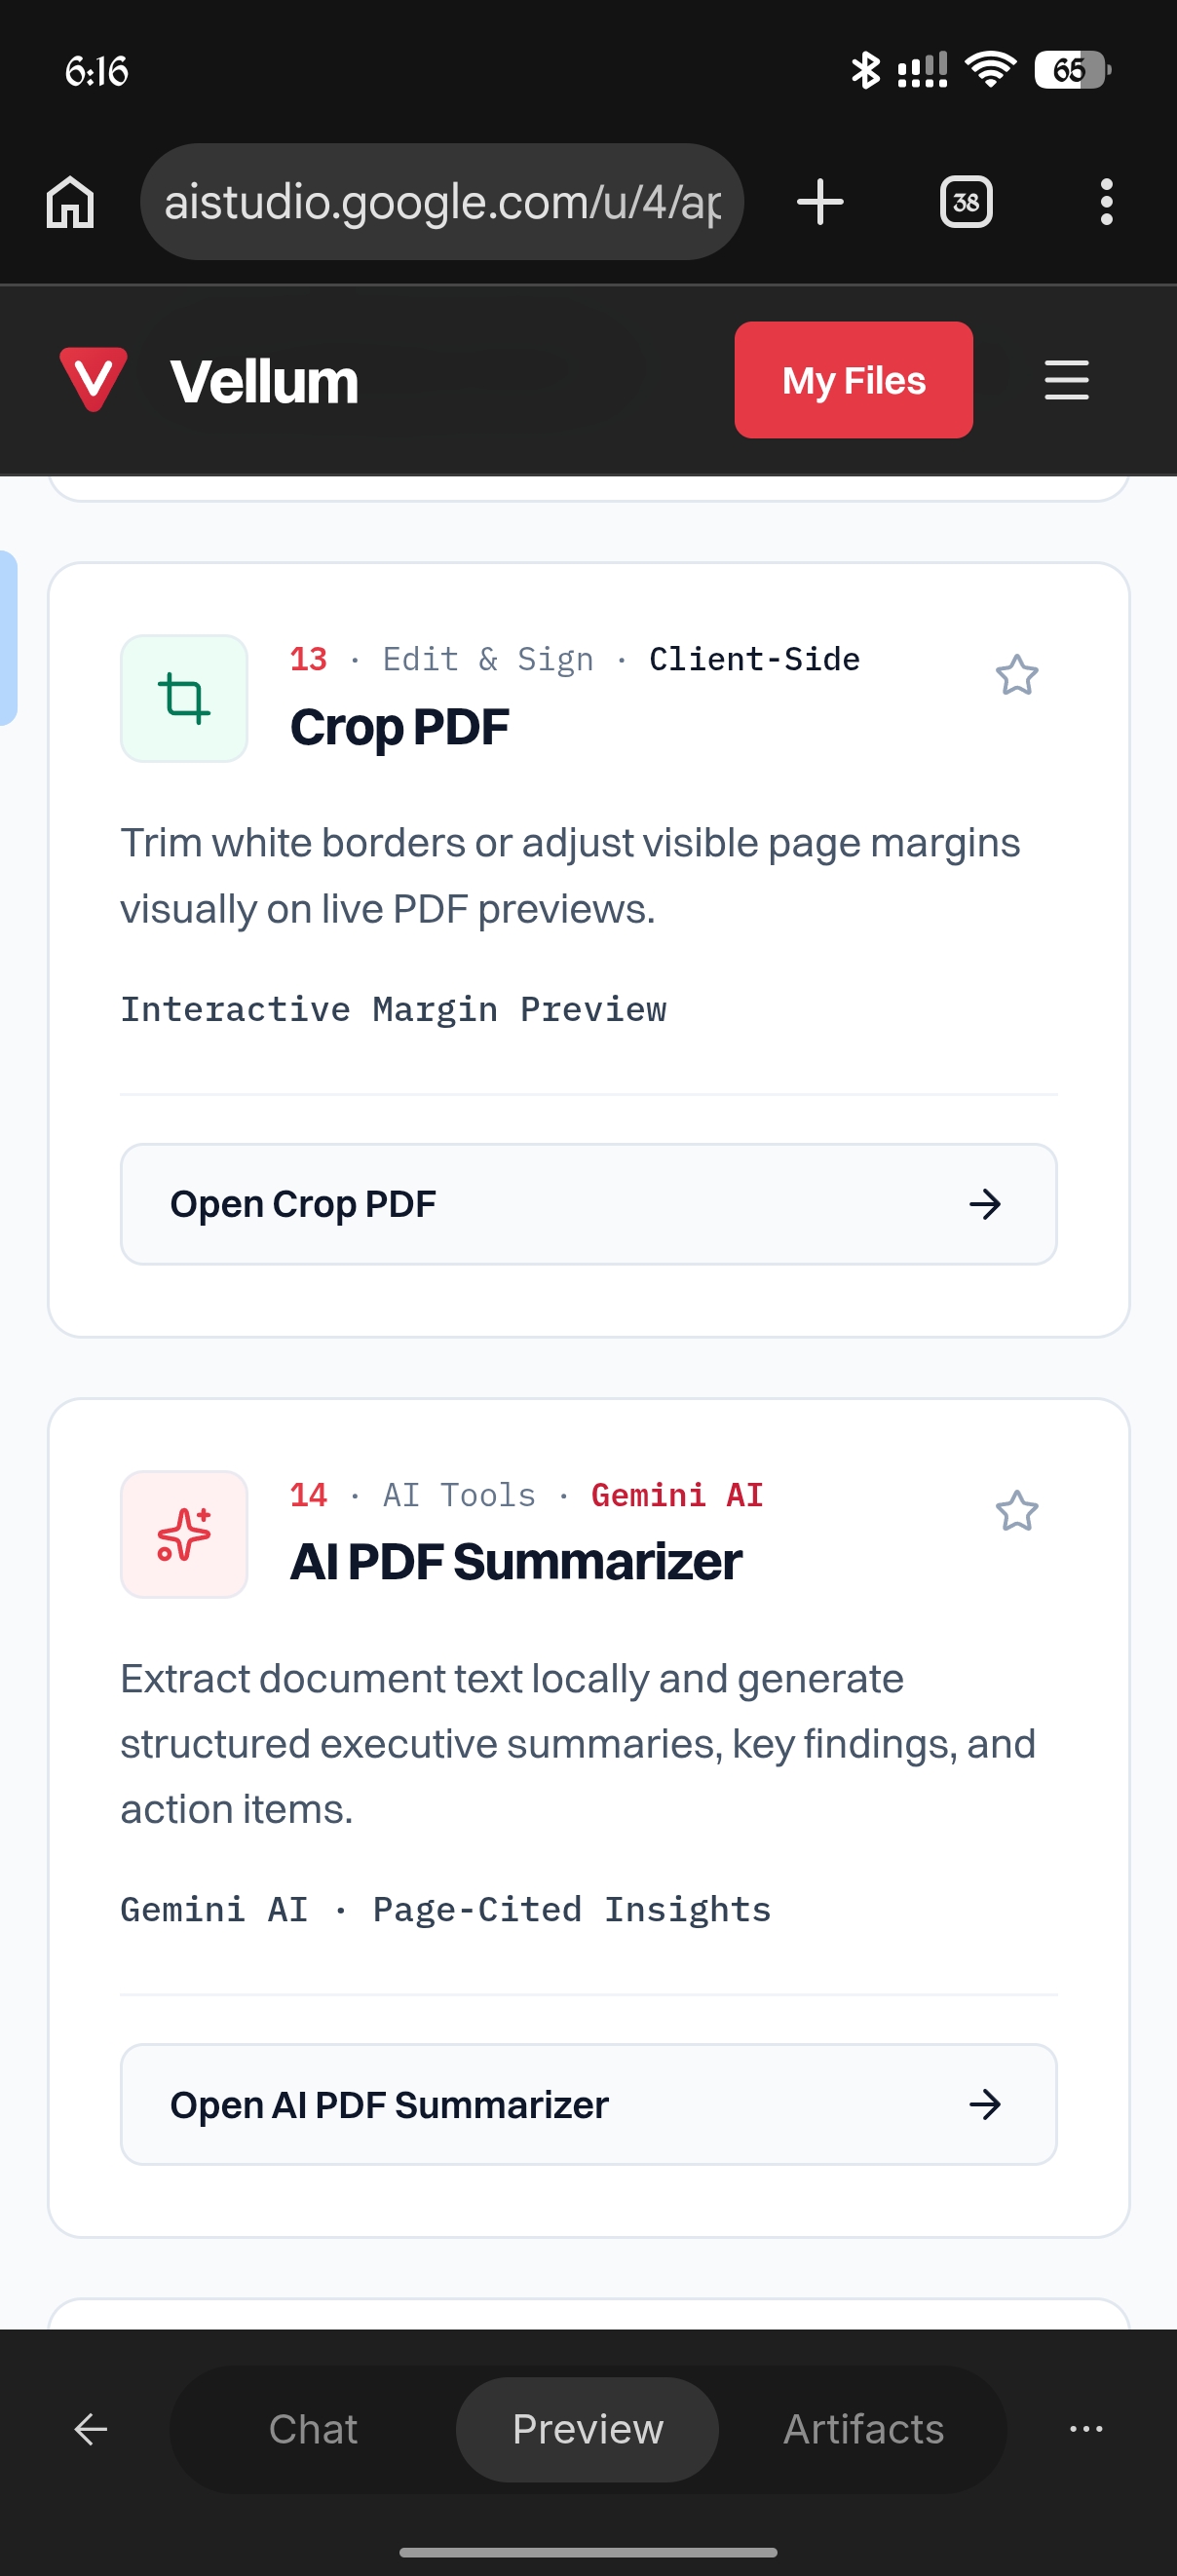 6:16
65
aistudio.google.com/u/4/ap
38
Vellum
My Files
13 · Edit & Sign · Client-Side
Crop PDF
Trim white borders or adjust visible page margins
visually on live PDF previews.
Interactive Margin Preview
Open Crop PDF
14 · AI Tools · Gemini AI
AI PDF Summarizer
Extract document text locally and generate
structured executive summaries, key findings, and
action items.
Gemini AI · Page-Cited Insights
Open AI PDF Summarizer
Chat
Preview
Artifacts